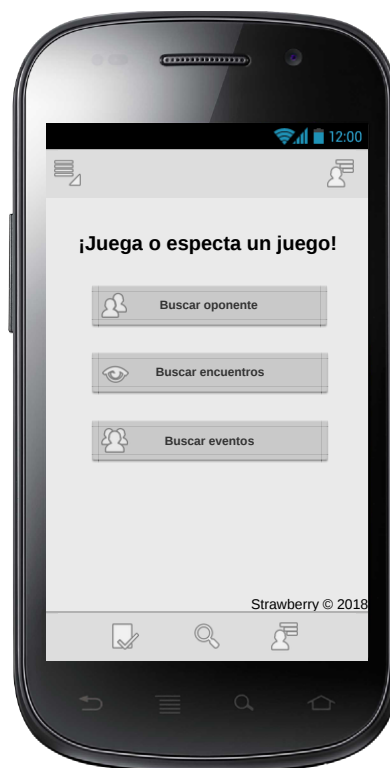 12:00
¡Juega o especta un juego!
Buscar oponente
Buscar encuentros
Buscar eventos
Strawberry © 2018